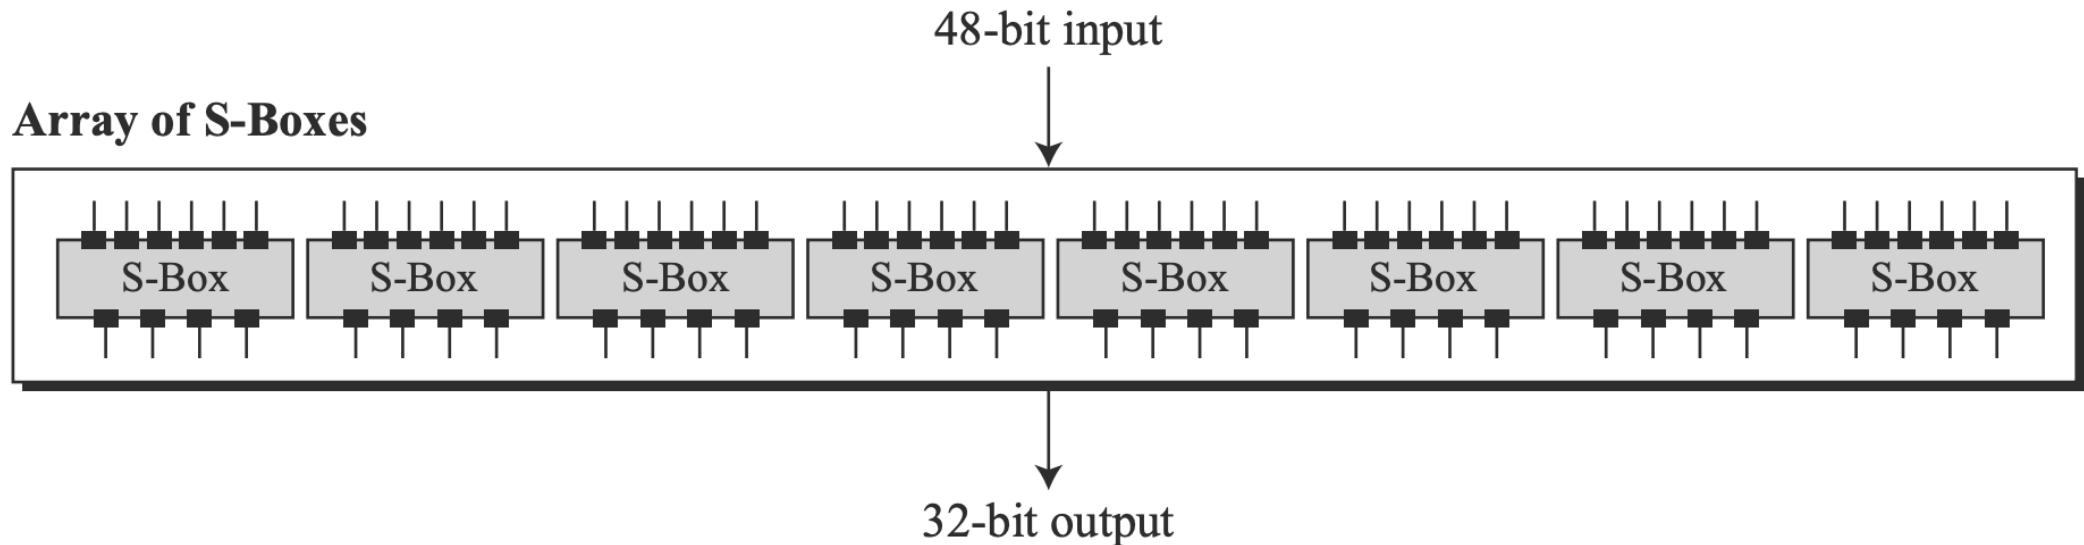 48-bit input
Array of S-Boxes
S-Box S-Box S-Box S-Box S-Box S-Box S-Box S-Box
32-bit output